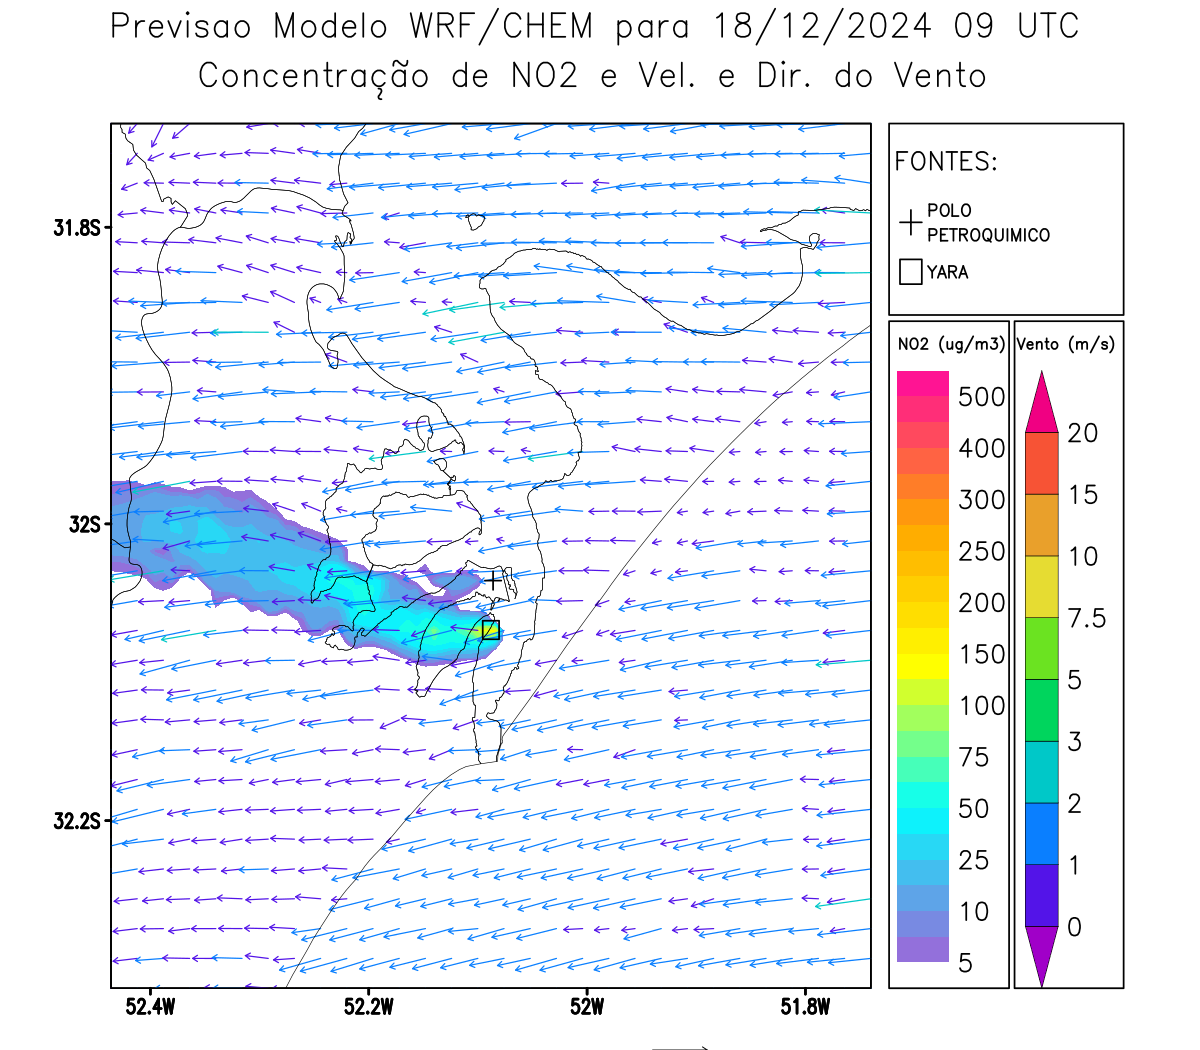 Previsao Modelo WRF/CHEM para 18/12/2024 09 UTC
Concentração de NO2 e Vel. e Dir. do Vento
FONTES:
POLO
PETROQUIMICO
YARA
NO2 (ug/m3)
500
400
300
250
200
150
100
75
50
25
10
5
Vento (m/s)
20
15
10
7.5
5
3
2
1
0
31.8S
32S
32.2S
52.4W
52.2W
52W
51.8W